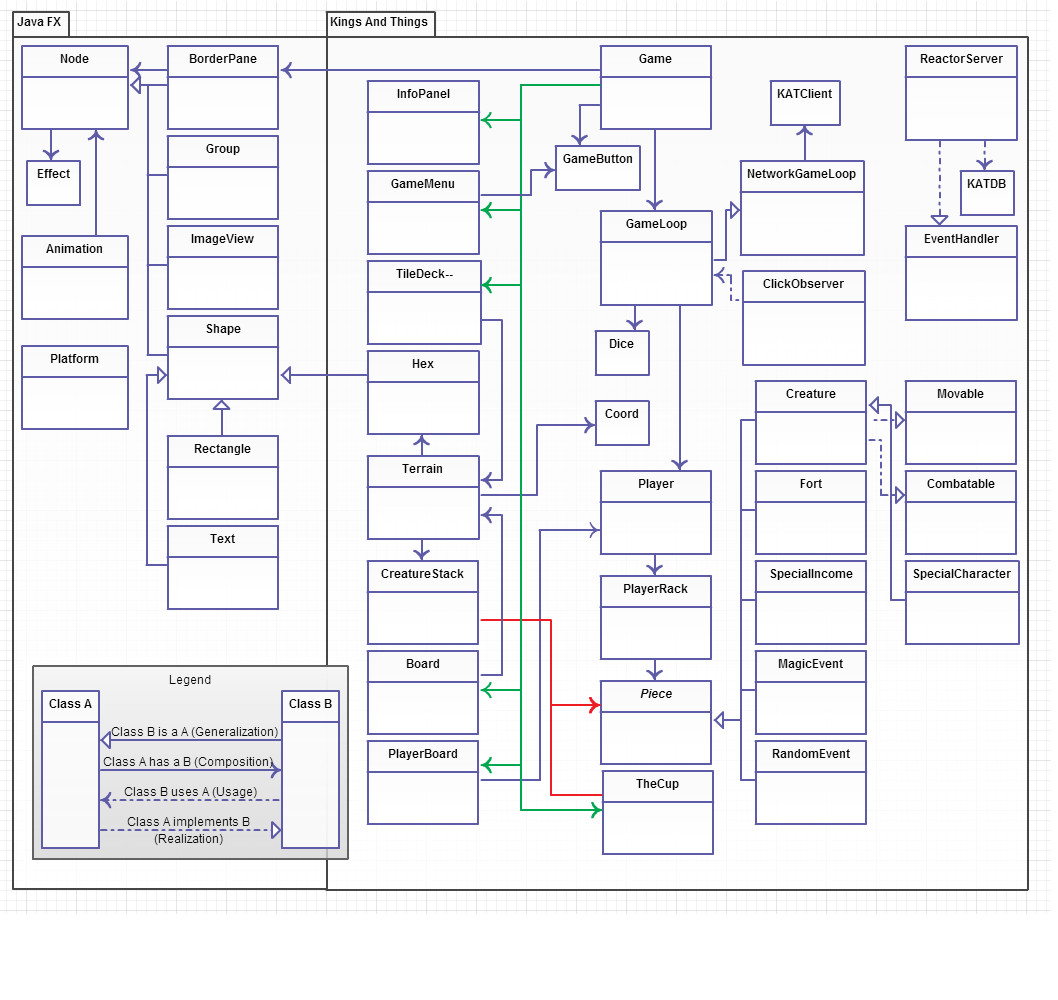 Java FX
Kings And Things
Node
BorderPane
Game
ReactorServer
InfoPanel
KATClient
Group
GameButton
Effect
GameMenu
NetworkGameLoop
KATDB
Animation
ImageView
GameLoop
EventHandler
TileDeck--
ClickObserver
Shape
Dice
Platform
Hex
Creature
Movable
Coord
Rectangle
Terrain
Player
Fort
Combatable
Text
CreatureStack
PlayerRack
SpecialIncome
SpecialCharacter
Board
Piece
MagicEvent
PlayerBoard
TheCup
RandomEvent
Legend
Class A
Class B
Class B is a A (Generalization)
Class A has a B (Composition)
Class B uses A (Usage)
Class A implements B
(Realization)